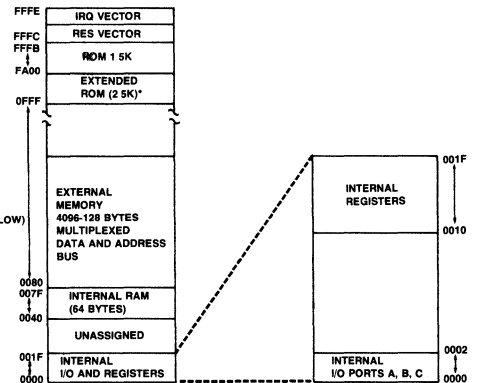 FFFE
IRQ VECTOR
FFFC
RES VECTOR
FFFB
ROM 1 5K
FA00
EXTENDED
ROM (2 5K)*
0FFF
EXTERNAL
MEMORY
4096-128 BYTES
MULTIPLEXED
DATA AND ADDRESS
BUS
LOW)
0080
007F
INTERNAL RAM
(64 BYTES)
0040
UNASSIGNED
001F
INTERNAL
I/O AND REGISTERS
0000
001F
INTERNAL
REGISTERS
0010
0002
INTERNAL
I/O PORTS A, B, C
0000